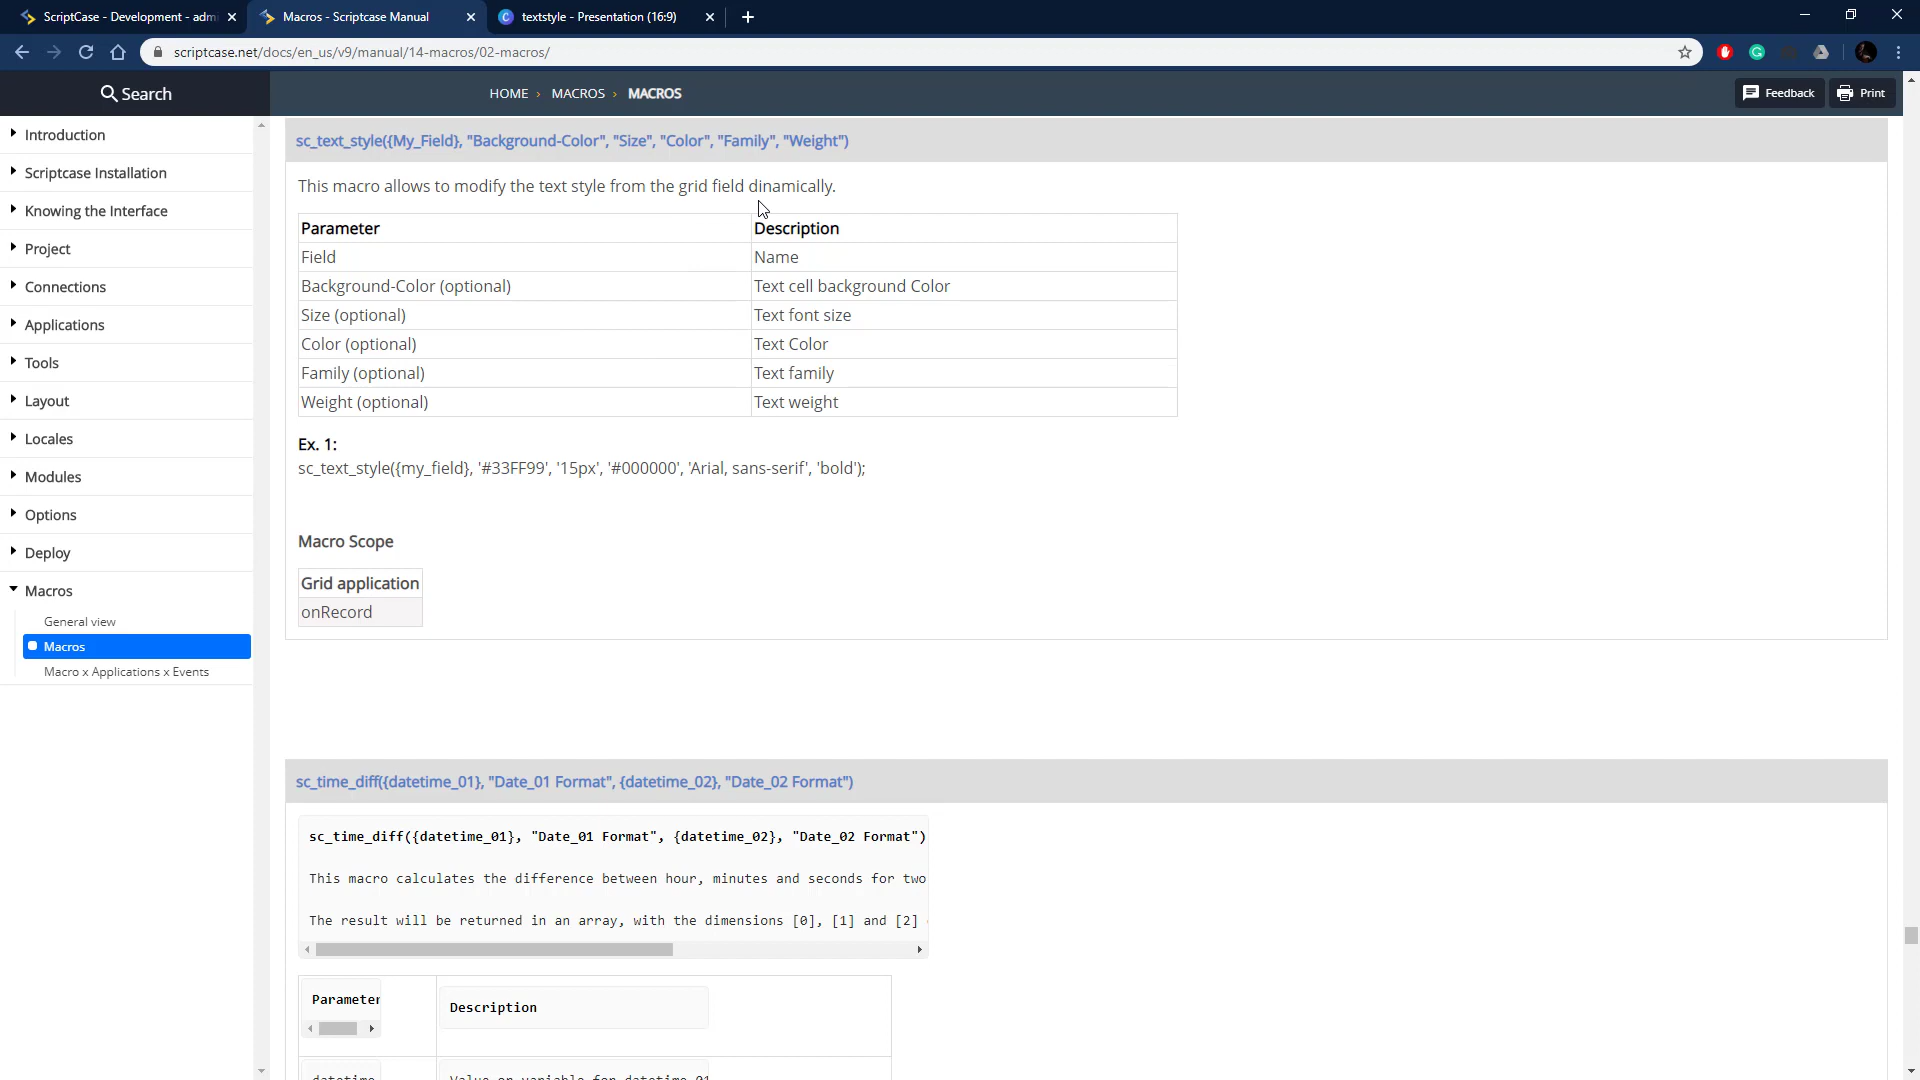 ScriptCase - Development - admi
Macros - Scriptcase Manual
textstyle - Presentation (16:9)
scriptcase.net/docs/en_us/v9/manual/14-macros/02-macros/
Search
HOME › MACROS › MACROS
Feedback
Print
Introduction
Scriptcase Installation
Knowing the Interface
Project
Connections
Applications
Tools
Layout
Locales
Modules
Options
Deploy
Macros
General view
Macros
Macro x Applications x Events
sc_text_style({My_Field}, "Background-Color", "Size", "Color", "Family", "Weight")
This macro allows to modify the text style from the grid field dinamically.
Parameter Description
Field Name
Background-Color (optional) Text cell background Color
Size (optional) Text font size
Color (optional) Text Color
Family (optional) Text family
Weight (optional) Text weight
Ex. 1:
sc_text_style({my_field}, '#33FF99', '15px', '#000000', 'Arial, sans-serif', 'bold');
Macro Scope
Grid application
onRecord
sc_time_diff({datetime_01}, "Date_01 Format", {datetime_02}, "Date_02 Format")
sc_time_diff({datetime_01}, "Date_01 Format", {datetime_02}, "Date_02 Format")
This macro calculates the difference between hour, minutes and seconds for two
The result will be returned in an array, with the dimensions [0], [1] and [2]
Parameter Description
datetime Value or variable for datetime_01